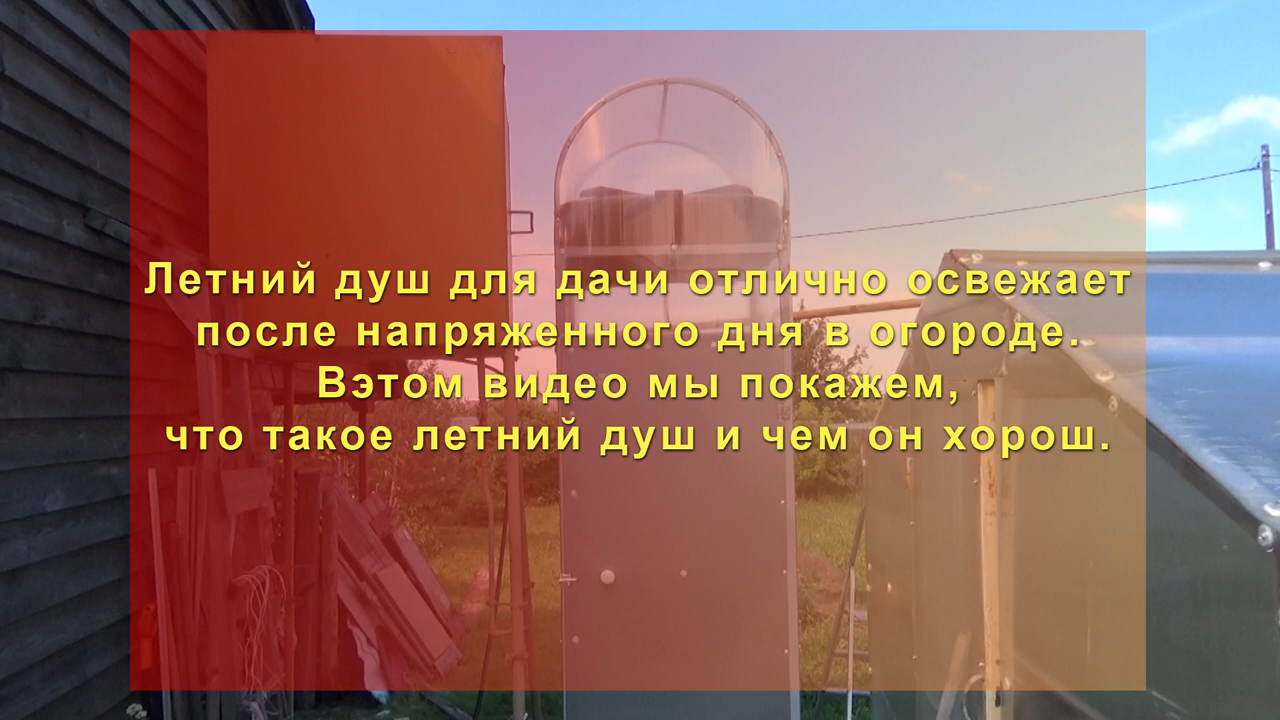 Летний душ для дачи отлично освежает
после напряженного дня в огороде.
Вэтом видео мы покажем,
что такое летний душ и чем он хорош.